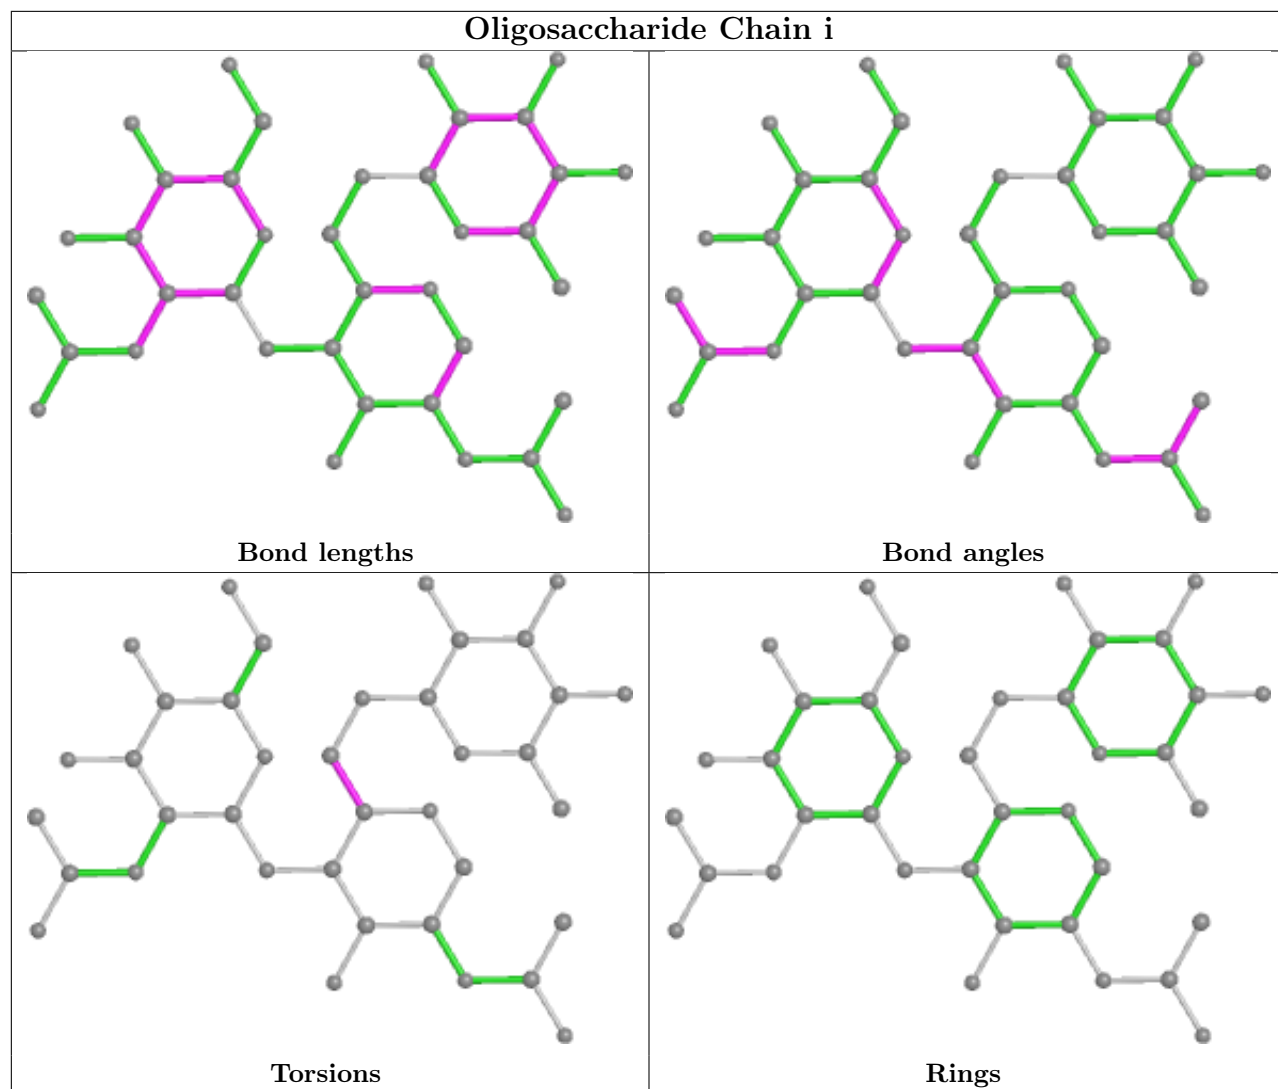 Oligosaccharide Chain i
Bond lengths
Bond angles
Torsions
Rings